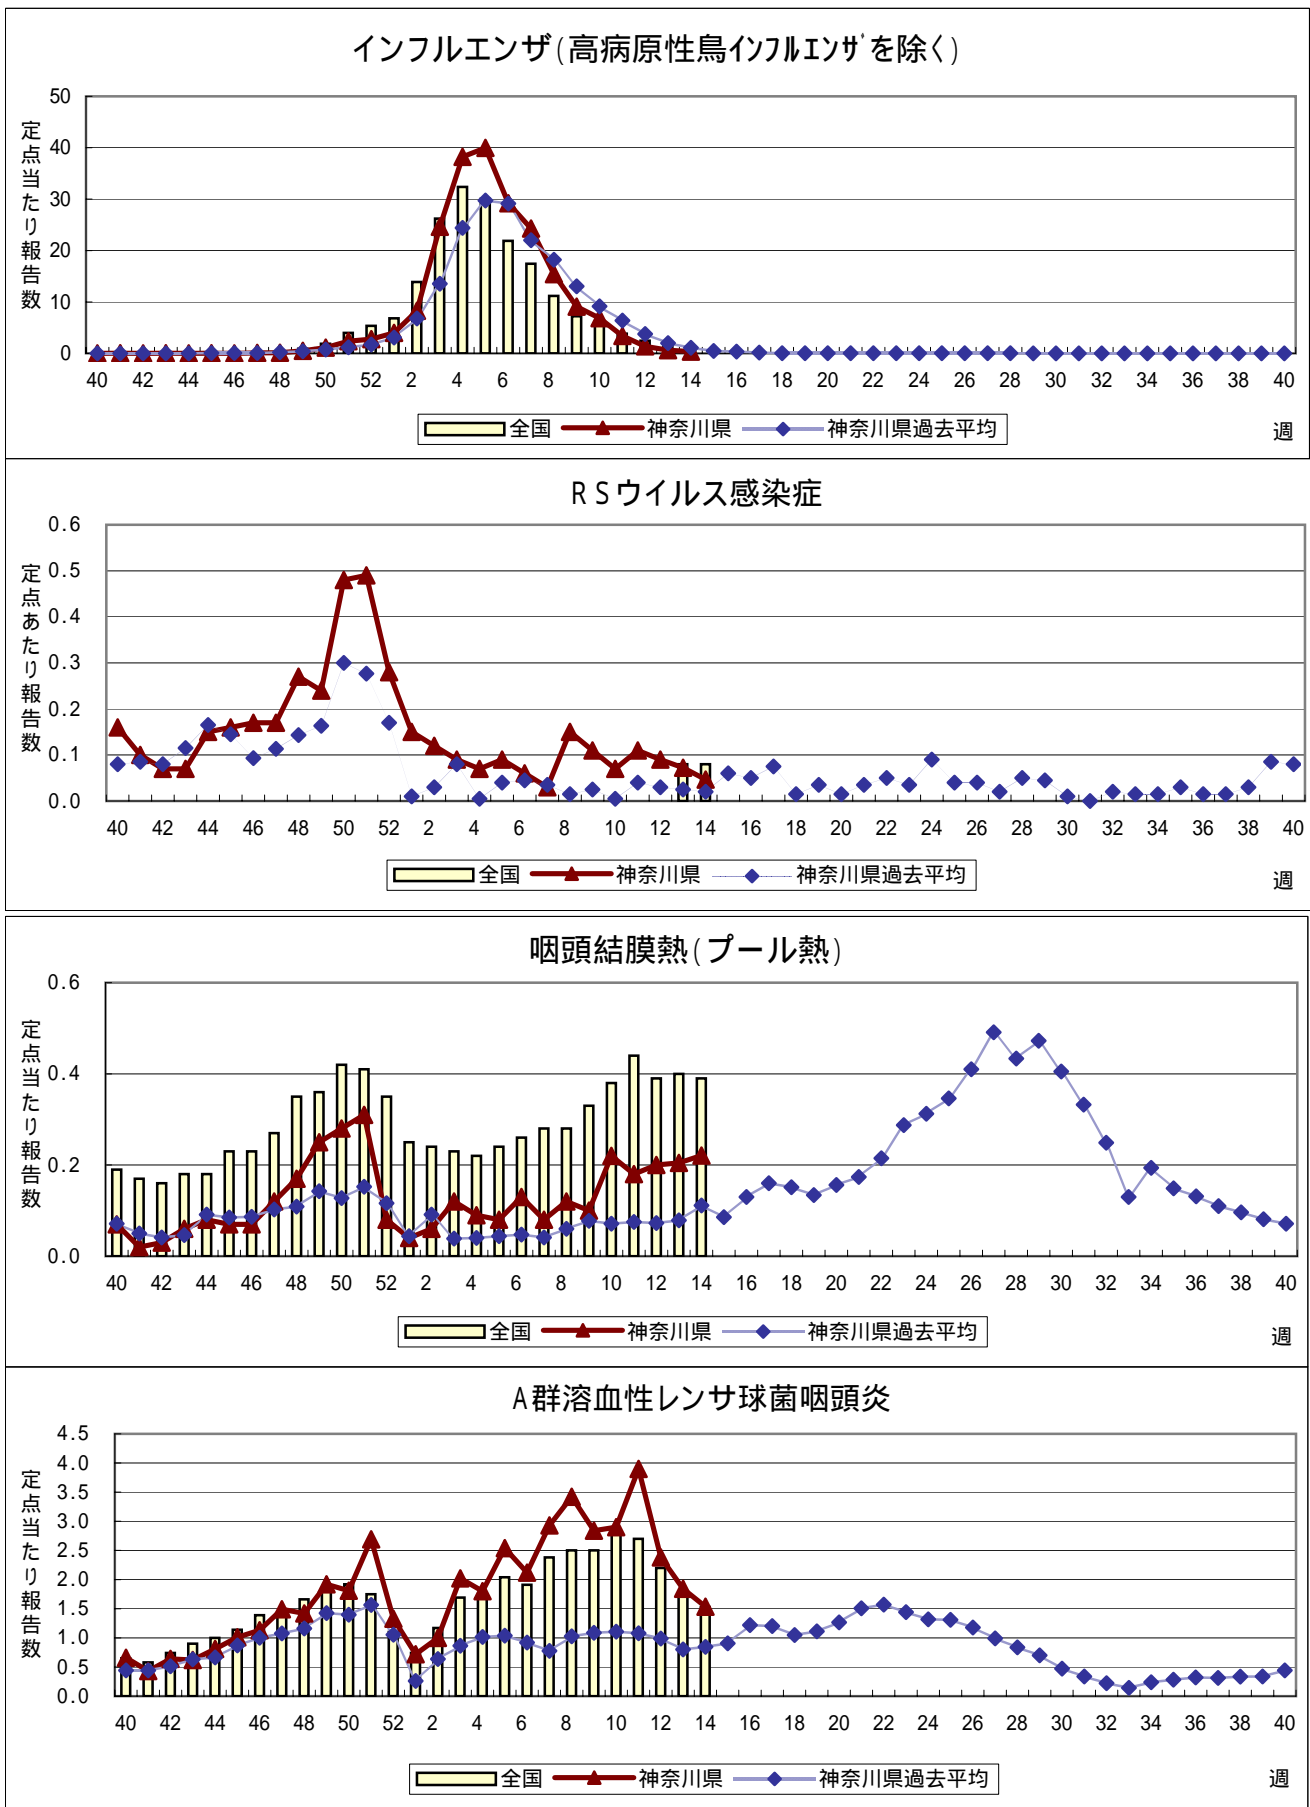 インフルエンザ(高病原性鳥ｲﾝﾌﾙｴﾝｻﾞを除く)
定点当たり報告数
50
40
30
20
10
0
40 42 44 46 48 50 52 2 4 6 8 10 12 14 16 18 20 22 24 26 28 30 32 34 36 38 40
全国 神奈川県 神奈川県過去平均
週
RSウイルス感染症
定点あたり報告数
0.6
0.5
0.4
0.3
0.2
0.1
0.0
40 42 44 46 48 50 52 2 4 6 8 10 12 14 16 18 20 22 24 26 28 30 32 34 36 38 40
全国 神奈川県 神奈川県過去平均
週
咽頭結膜熱(プール熱)
定点当たり報告数
0.6
0.4
0.2
0.0
40 42 44 46 48 50 52 2 4 6 8 10 12 14 16 18 20 22 24 26 28 30 32 34 36 38 40
全国 神奈川県 神奈川県過去平均
週
A群溶血性レンサ球菌咽頭炎
定点当たり報告数
4.5
4.0
3.5
3.0
2.5
2.0
1.5
1.0
0.5
0.0
40 42 44 46 48 50 52 2 4 6 8 10 12 14 16 18 20 22 24 26 28 30 32 34 36 38 40
全国 神奈川県 神奈川県過去平均
週